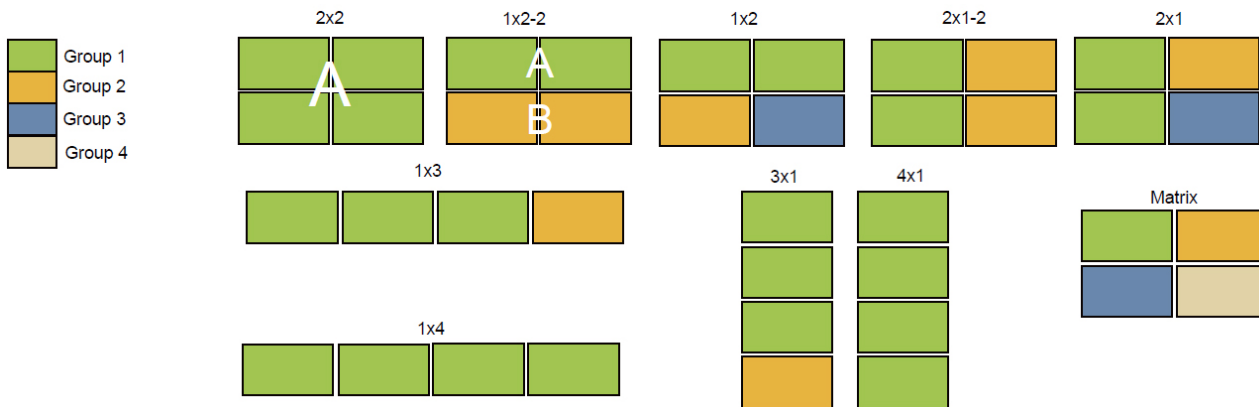 2x2
1x2-2
1x2
2x1-2
2x1
Group 1
Group 2
Group 3
Group 4
A
A
B
1x3
3x1
4x1
Matrix
1x4